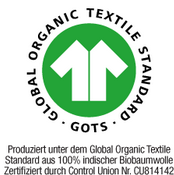 GLOBAL ORGANIC TEXTILE STANDARD · GOTS ·
Produziert unter dem Global Organic Textile
Standard aus 100% indischer Biobaumwolle
Zertifiziert durch Control Union Nr. CU814142